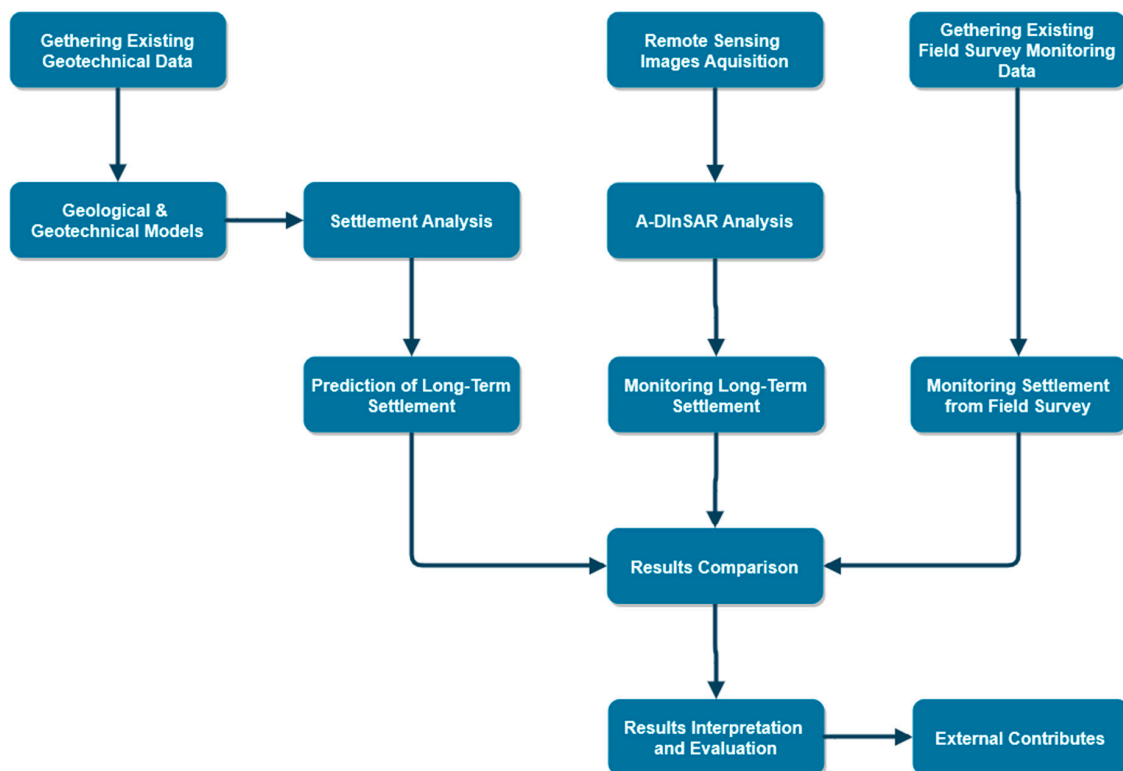 Gethering Existing
Geotechnical Data
Remote Sensing
Images Aquisition
Gethering Existing
Field Survey Monitoring
Data
Geological &
Geotechnical Models
Settlement Analysis
A-DInSAR Analysis
Prediction of Long-Term
Settlement
Monitoring Long-Term
Settlement
Monitoring Settlement
from Field Survey
Results Comparison
Results Interpretation
and Evaluation
External Contributes